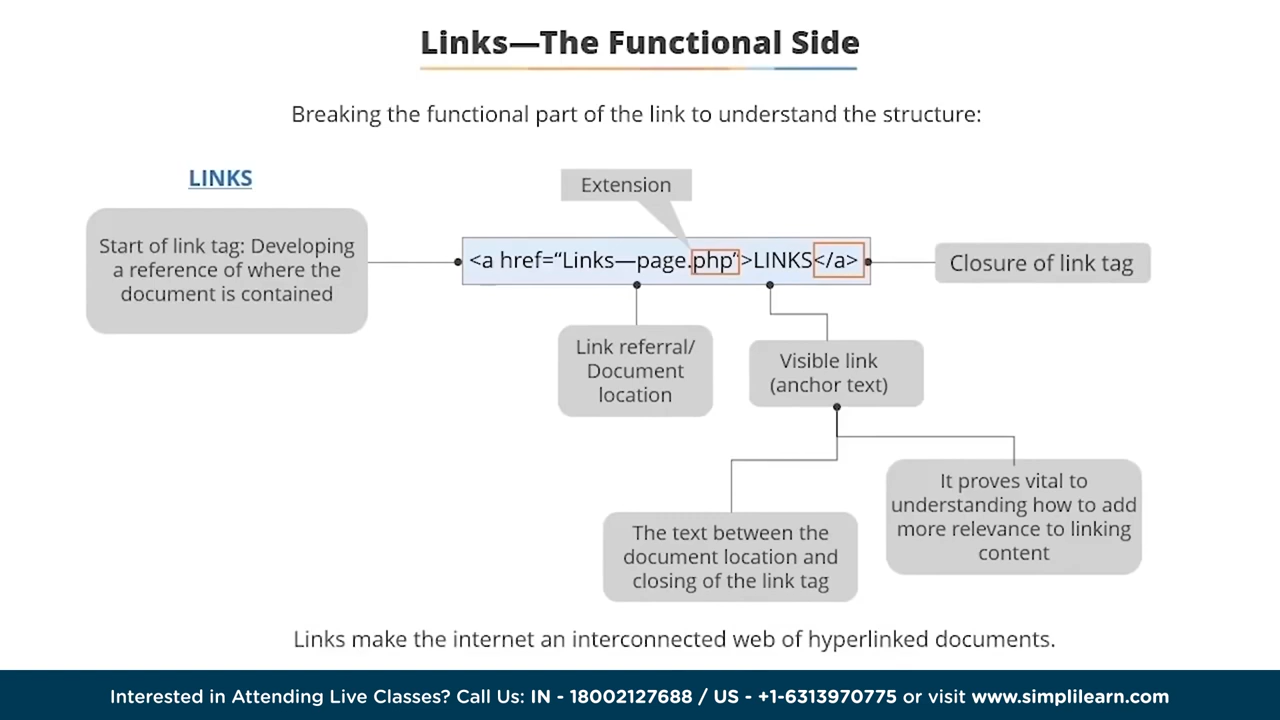 Links—The Functional Side
Breaking the functional part of the link to understand the structure:
LINKS
Extension
Start of link tag: Developing
a reference of where the
document is contained
<a href=“Links—page.php”>LINKS</a>
Closure of link tag
Link referral/
Document
location
Visible link
(anchor text)
The text between the
document location and
closing of the link tag
It proves vital to
understanding how to add
more relevance to linking
content
Links make the internet an interconnected web of hyperlinked documents.
Interested in Attending Live Classes? Call Us: IN - 18002127688 / US - +1-6313970775 or visit www.simplilearn.com